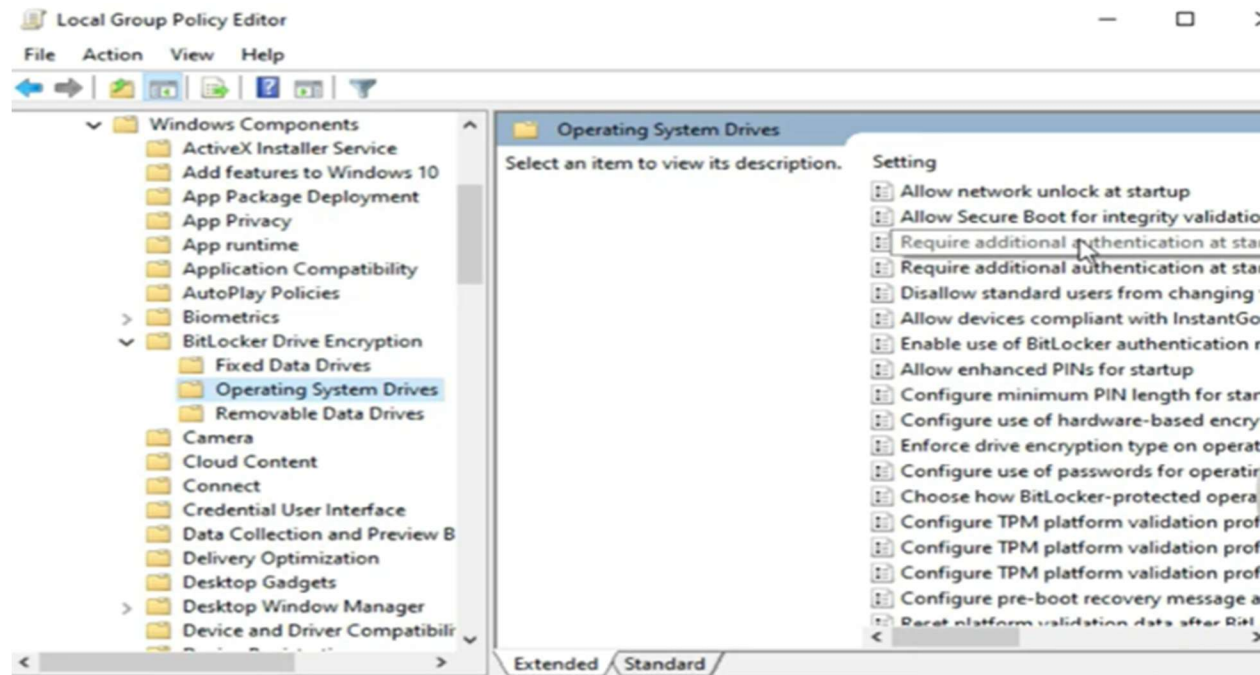 Local Group Policy Editor
File Action View Help
Windows Components
ActiveX Installer Service
Add features to Windows 10
App Package Deployment
App Privacy
App runtime
Application Compatibility
AutoPlay Policies
Biometrics
BitLocker Drive Encryption
Fixed Data Drives
Operating System Drives
Removable Data Drives
Camera
Cloud Content
Connect
Credential User Interface
Data Collection and Preview B
Delivery Optimization
Desktop Gadgets
Desktop Window Manager
Device and Driver Compatibili
Operating System Drives
Select an item to view its description.
Setting
Allow network unlock at startup
Allow Secure Boot for integrity validatio
Require additional authentication at sta
Require additional authentication at sta
Disallow standard users from changing
Allow devices compliant with InstantGo
Enable use of BitLocker authentication r
Allow enhanced PINs for startup
Configure minimum PIN length for star
Configure use of hardware-based encry
Enforce drive encryption type on operat
Configure use of passwords for operatin
Choose how BitLocker-protected opera
Configure TPM platform validation prof
Configure TPM platform validation prof
Configure TPM platform validation prof
Configure pre-boot recovery message a
Reset platform validation data after BitL
Extended Standard